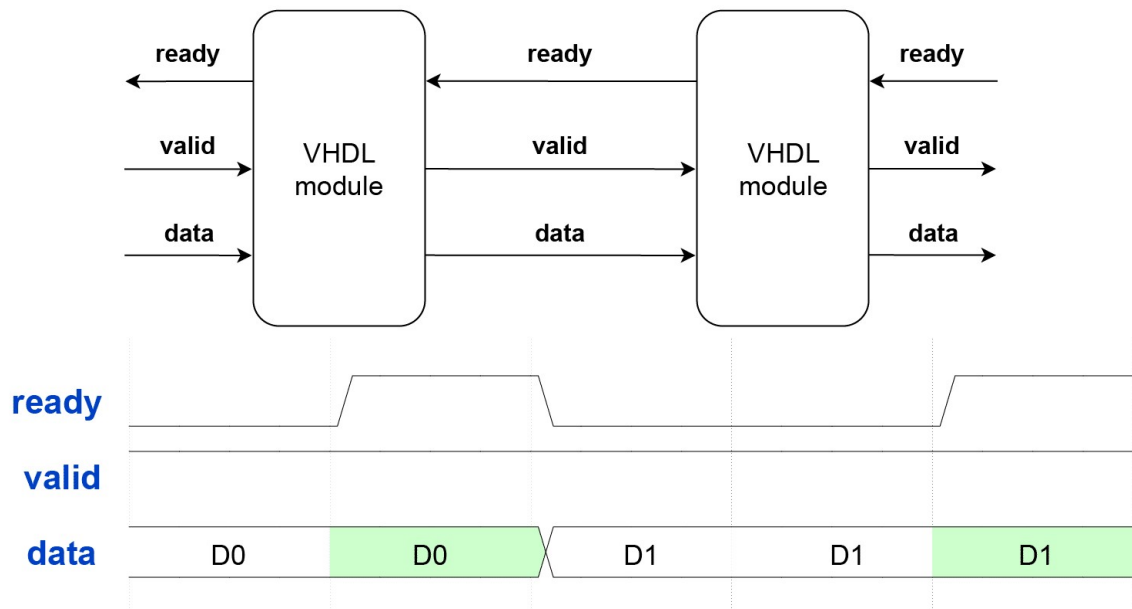 ready
ready
ready
valid
VHDL
module
valid
VHDL
module
valid
data
data
data
ready
valid
data
D0
D0
D1
D1
D1